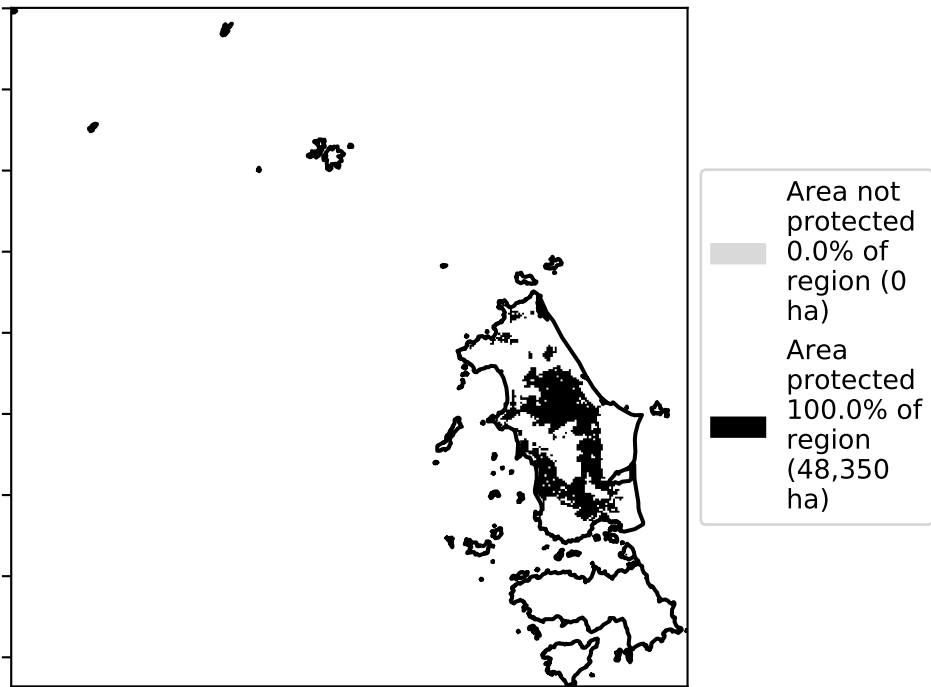 Area not
protected
0.0% of
region (0
ha)
Area
protected
100.0% of
region
(48,350
ha)